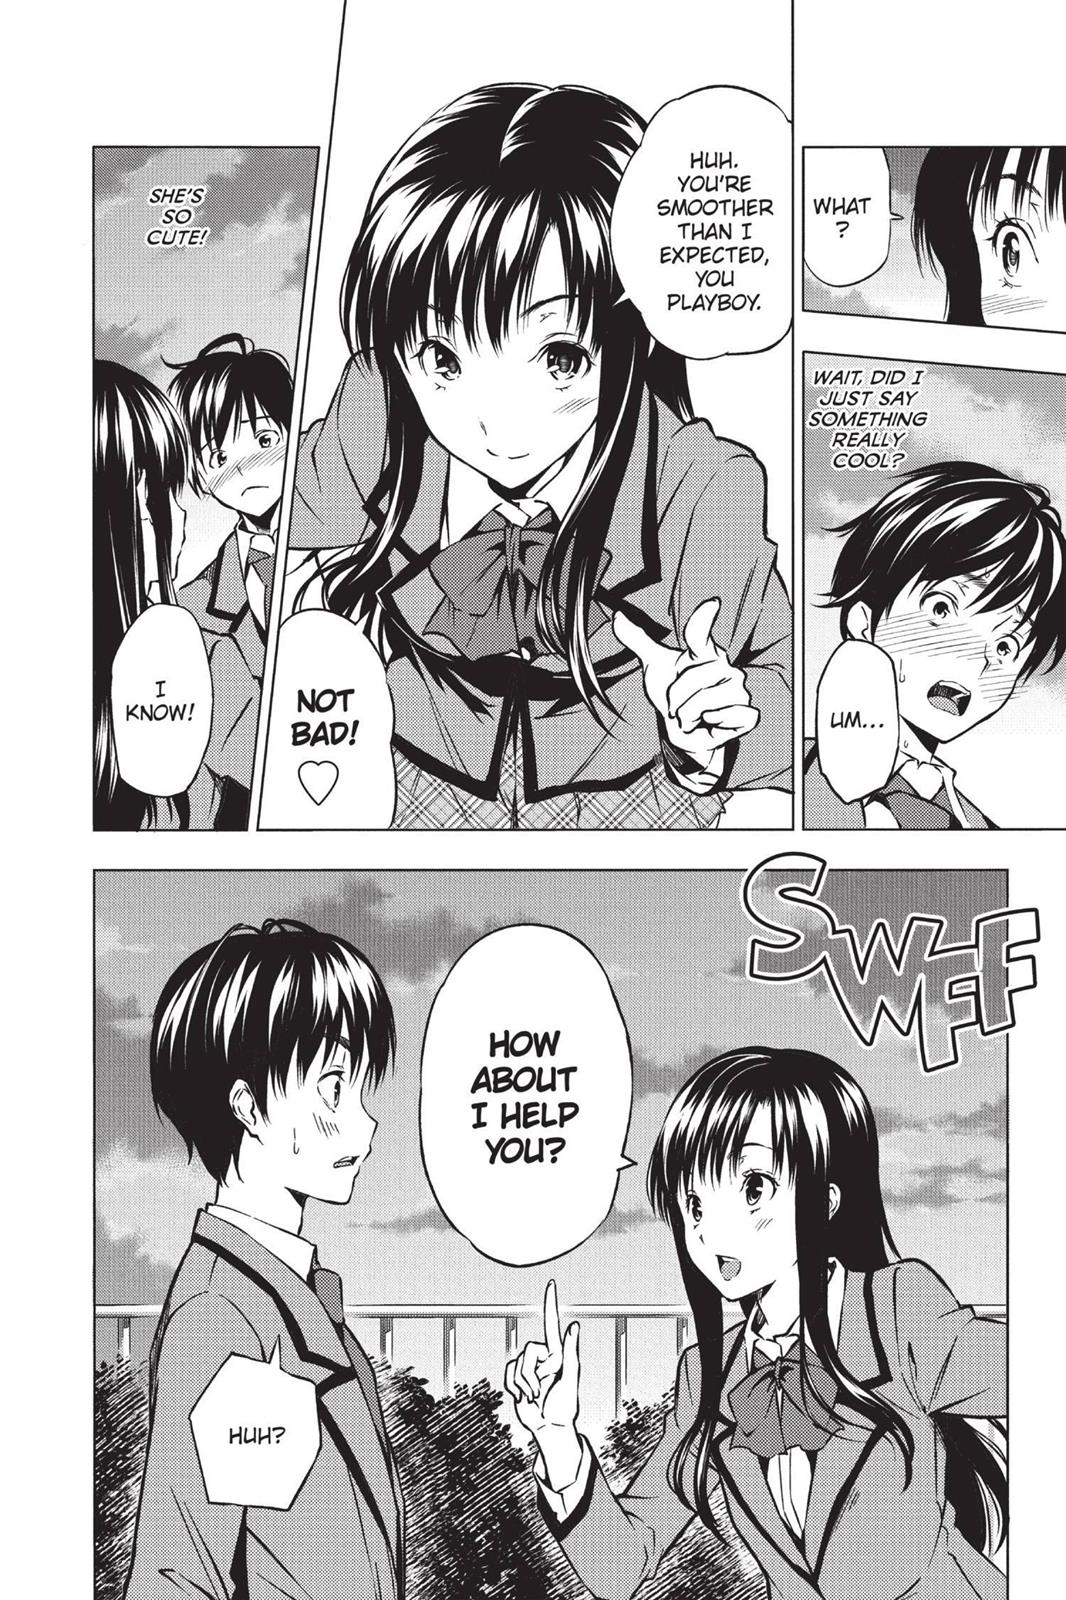 WHAT
?
WAIT, DID I
JUST SAY
SOMETHING
REALLY
COOL?
UM...
HUH.
YOU'RE
SMOOTHER
THAN I
EXPECTED,
YOU
PLAYBOY.
NOT
BAD!
♡
SHE'S
SO
CUTE!
I
KNOW!
SWFF
HOW
ABOUT
I HELP
YOU?
HUH?